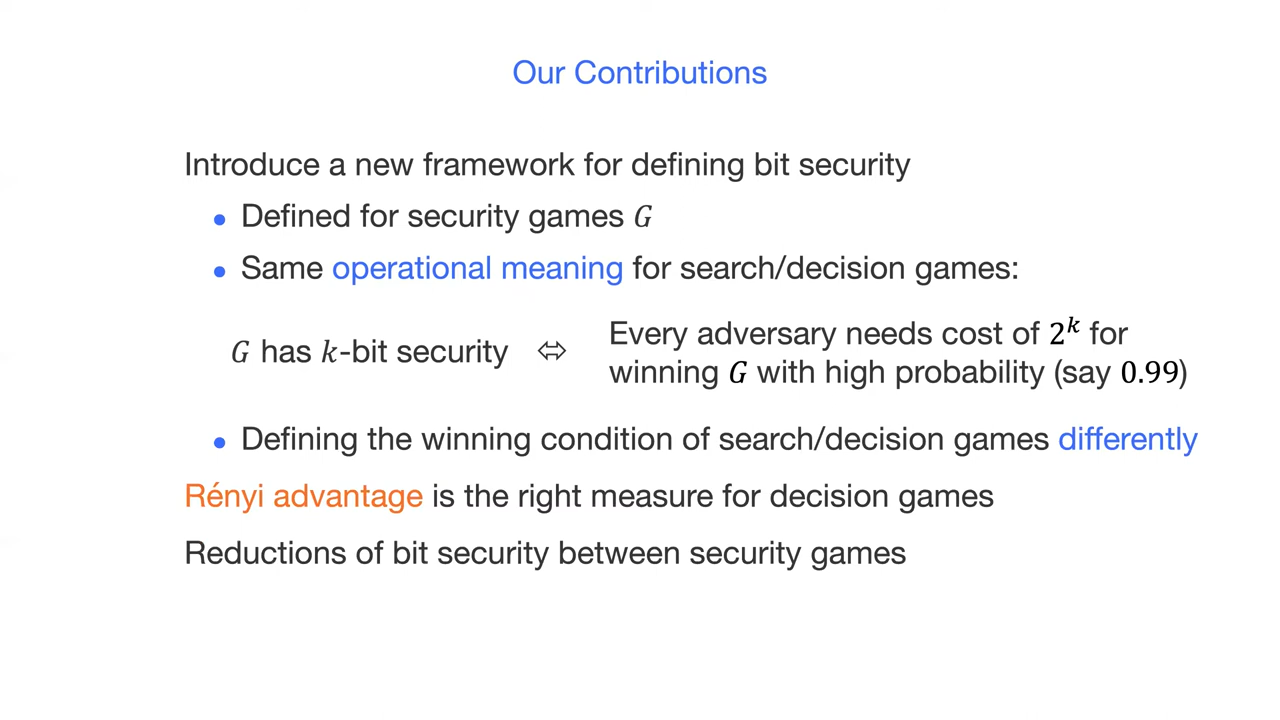 Our Contributions
Introduce a new framework for defining bit security
• Defined for security games G
• Same operational meaning for search/decision games:
G has k-bit security ⇔ Every adversary needs cost of 2^k for
winning G with high probability (say 0.99)
• Defining the winning condition of search/decision games differently
Rényi advantage is the right measure for decision games
Reductions of bit security between security games